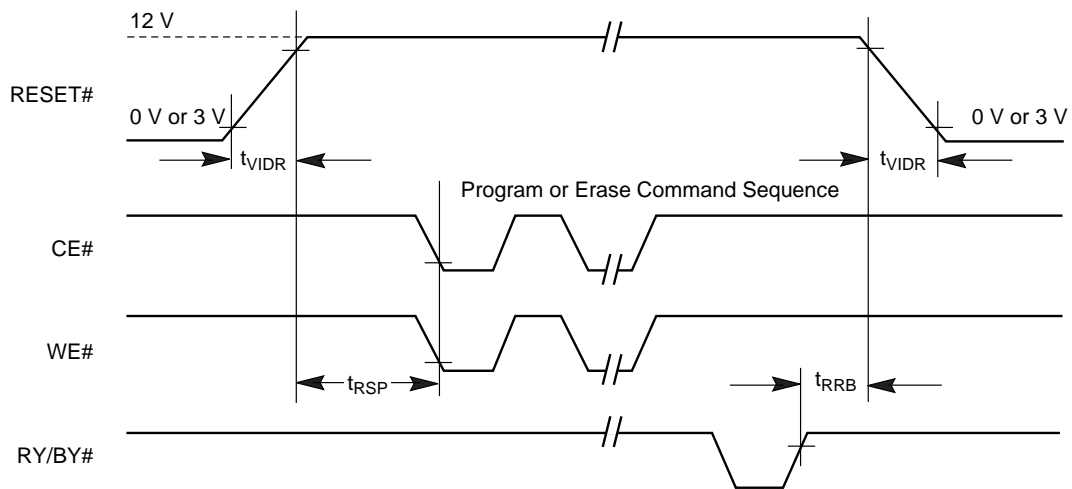 12 V
RESET#
0 V or 3 V
0 V or 3 V
tVIDR
tVIDR
Program or Erase Command Sequence
CE#
WE#
tRSP
tRRB
RY/BY#